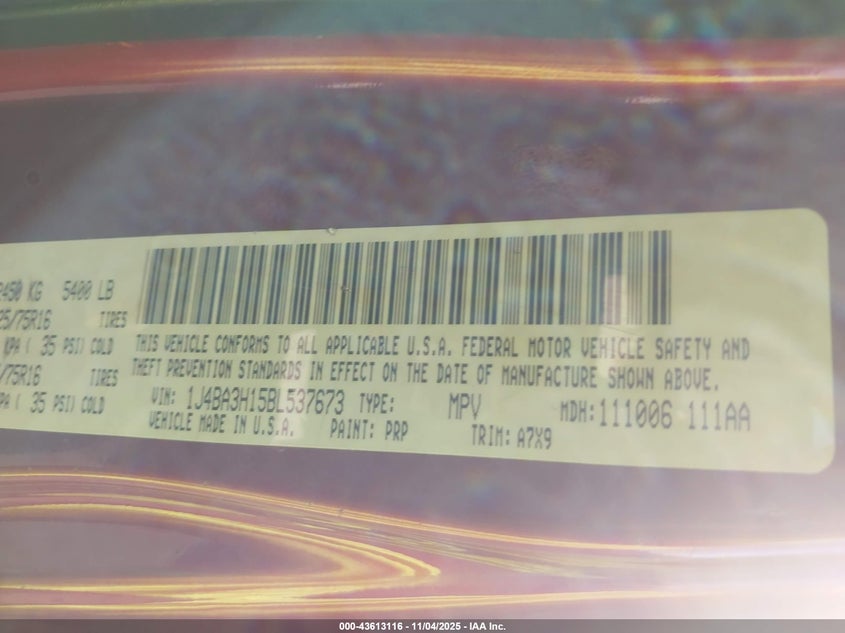 2450 KG 5400 LB
25/75R16 TIRES
KPA ( 35 PSI) COLD
/75R16 TIRES
PA ( 35 PSI) COLD
THIS VEHICLE CONFORMS TO ALL APPLICABLE U.S.A. FEDERAL MOTOR VEHICLE SAFETY AND
THEFT PREVENTION STANDARDS IN EFFECT ON THE DATE OF MANUFACTURE SHOWN ABOVE.
VIN: 1J4BA3H15BL537673 TYPE: MPV MDH:111006 111AA
VEHICLE MADE IN U.S.A. PAINT: PRP TRIM: A7X9
000-43613116 - 11/04/2025 - IAA Inc.